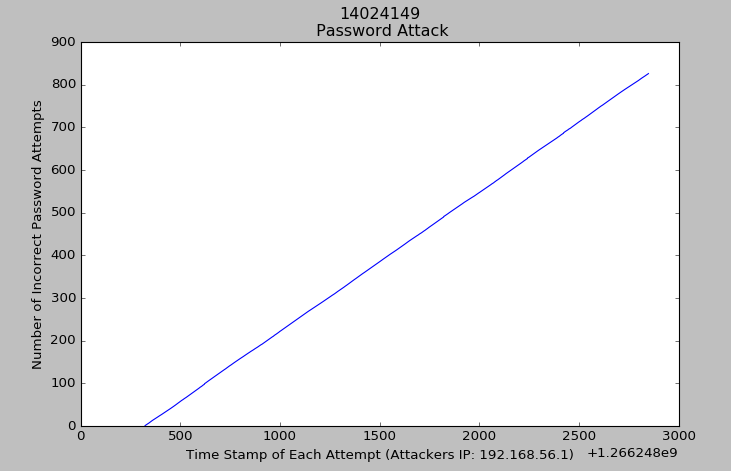 14024149
Password Attack
Number of Incorrect Password Attempts
900
800
700
600
500
400
300
200
100
0
0 500 1000 1500 2000 2500 3000
Time Stamp of Each Attempt (Attackers IP: 192.168.56.1) +1.266248e9